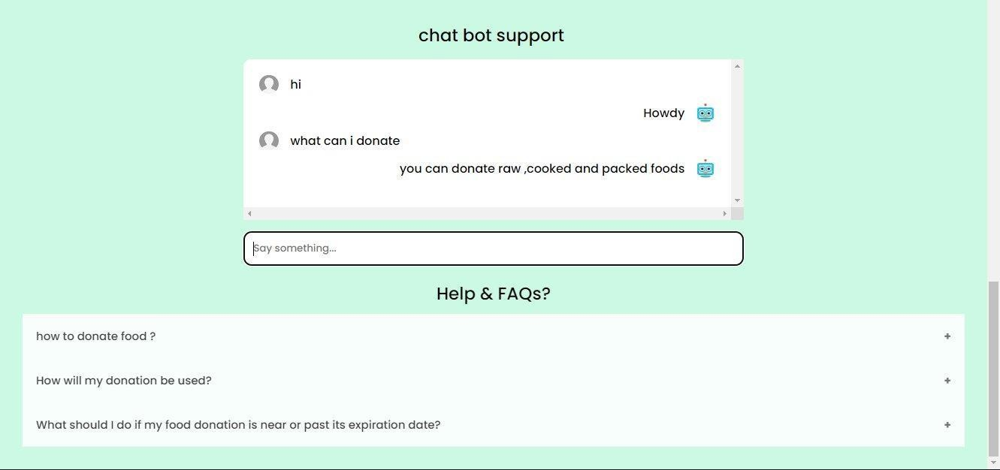 chat bot support
hi
Howdy
what can i donate
you can donate raw ,cooked and packed foods
Say something...
Help & FAQs?
how to donate food ?
+
How will my donation be used?
+
What should I do if my food donation is near or past its expiration date?
+